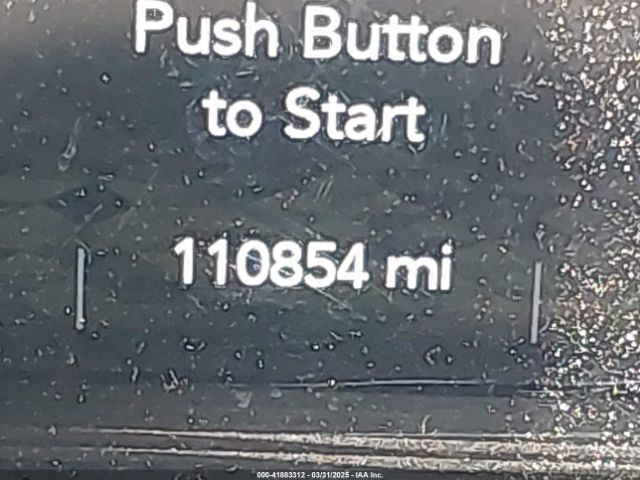 Push Button
to Start
110854 mi
000-41883312 - 03/31/2025 - IAA Inc.